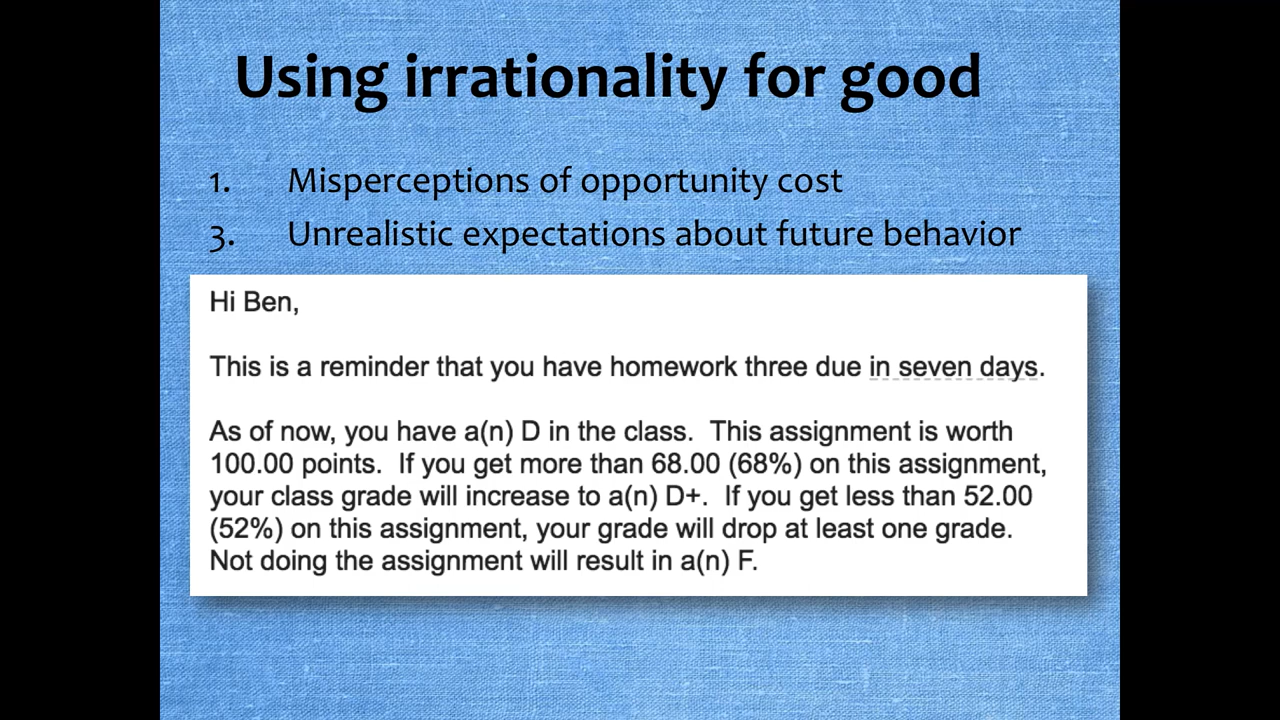 Using irrationality for good
1. Misperceptions of opportunity cost
3. Unrealistic expectations about future behavior
Hi Ben,
This is a reminder that you have homework three due in seven days.
As of now, you have a(n) D in the class.  This assignment is worth
100.00 points.  If you get more than 68.00 (68%) on this assignment,
your class grade will increase to a(n) D+.  If you get less than 52.00
(52%) on this assignment, your grade will drop at least one grade.
Not doing the assignment will result in a(n) F.